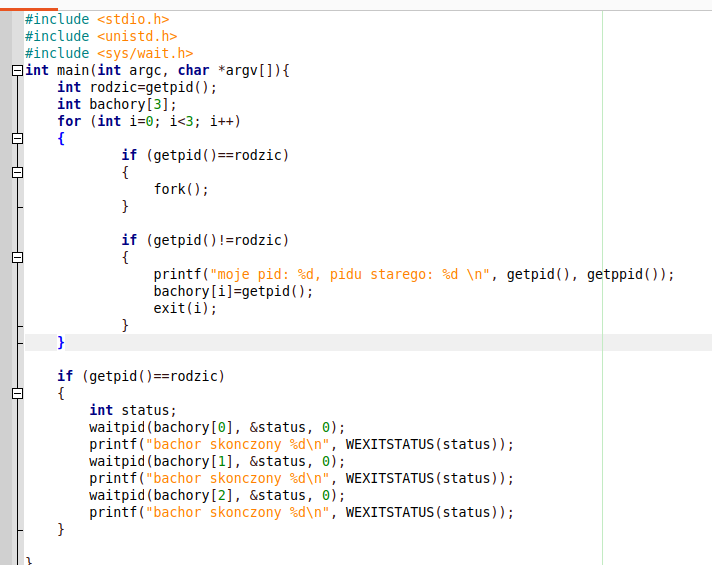 #include <stdio.h>
#include <unistd.h>
#include <sys/wait.h>
int main(int argc, char *argv[]){
    int rodzic=getpid();
    int bachory[3];
    for (int i=0; i<3; i++)
    {
            if (getpid()==rodzic)
            {
                fork();
            }

            if (getpid()!=rodzic)
            {
                printf("moje pid: %d, pidu starego: %d \n", getpid(), getppid());
                bachory[i]=getpid();
                exit(i);
            }
    }

    if (getpid()==rodzic)
    {
        int status;
        waitpid(bachory[0], &status, 0);
        printf("bachor skonczony %d\n", WEXITSTATUS(status));
        waitpid(bachory[1], &status, 0);
        printf("bachor skonczony %d\n", WEXITSTATUS(status));
        waitpid(bachory[2], &status, 0);
        printf("bachor skonczony %d\n", WEXITSTATUS(status));
    }

}